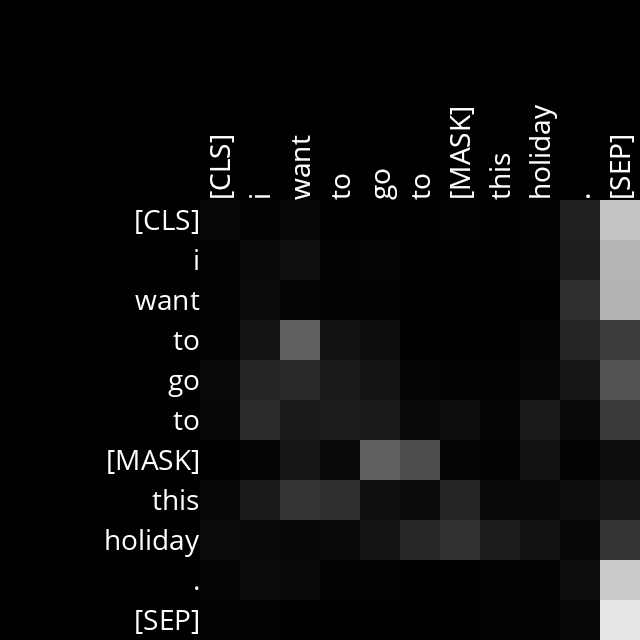 [CLS]
i
want
to
go
to
[MASK]
this
holiday
.
[SEP]
[CLS]
i
want
to
go
to
[MASK]
this
holiday
.
[SEP]